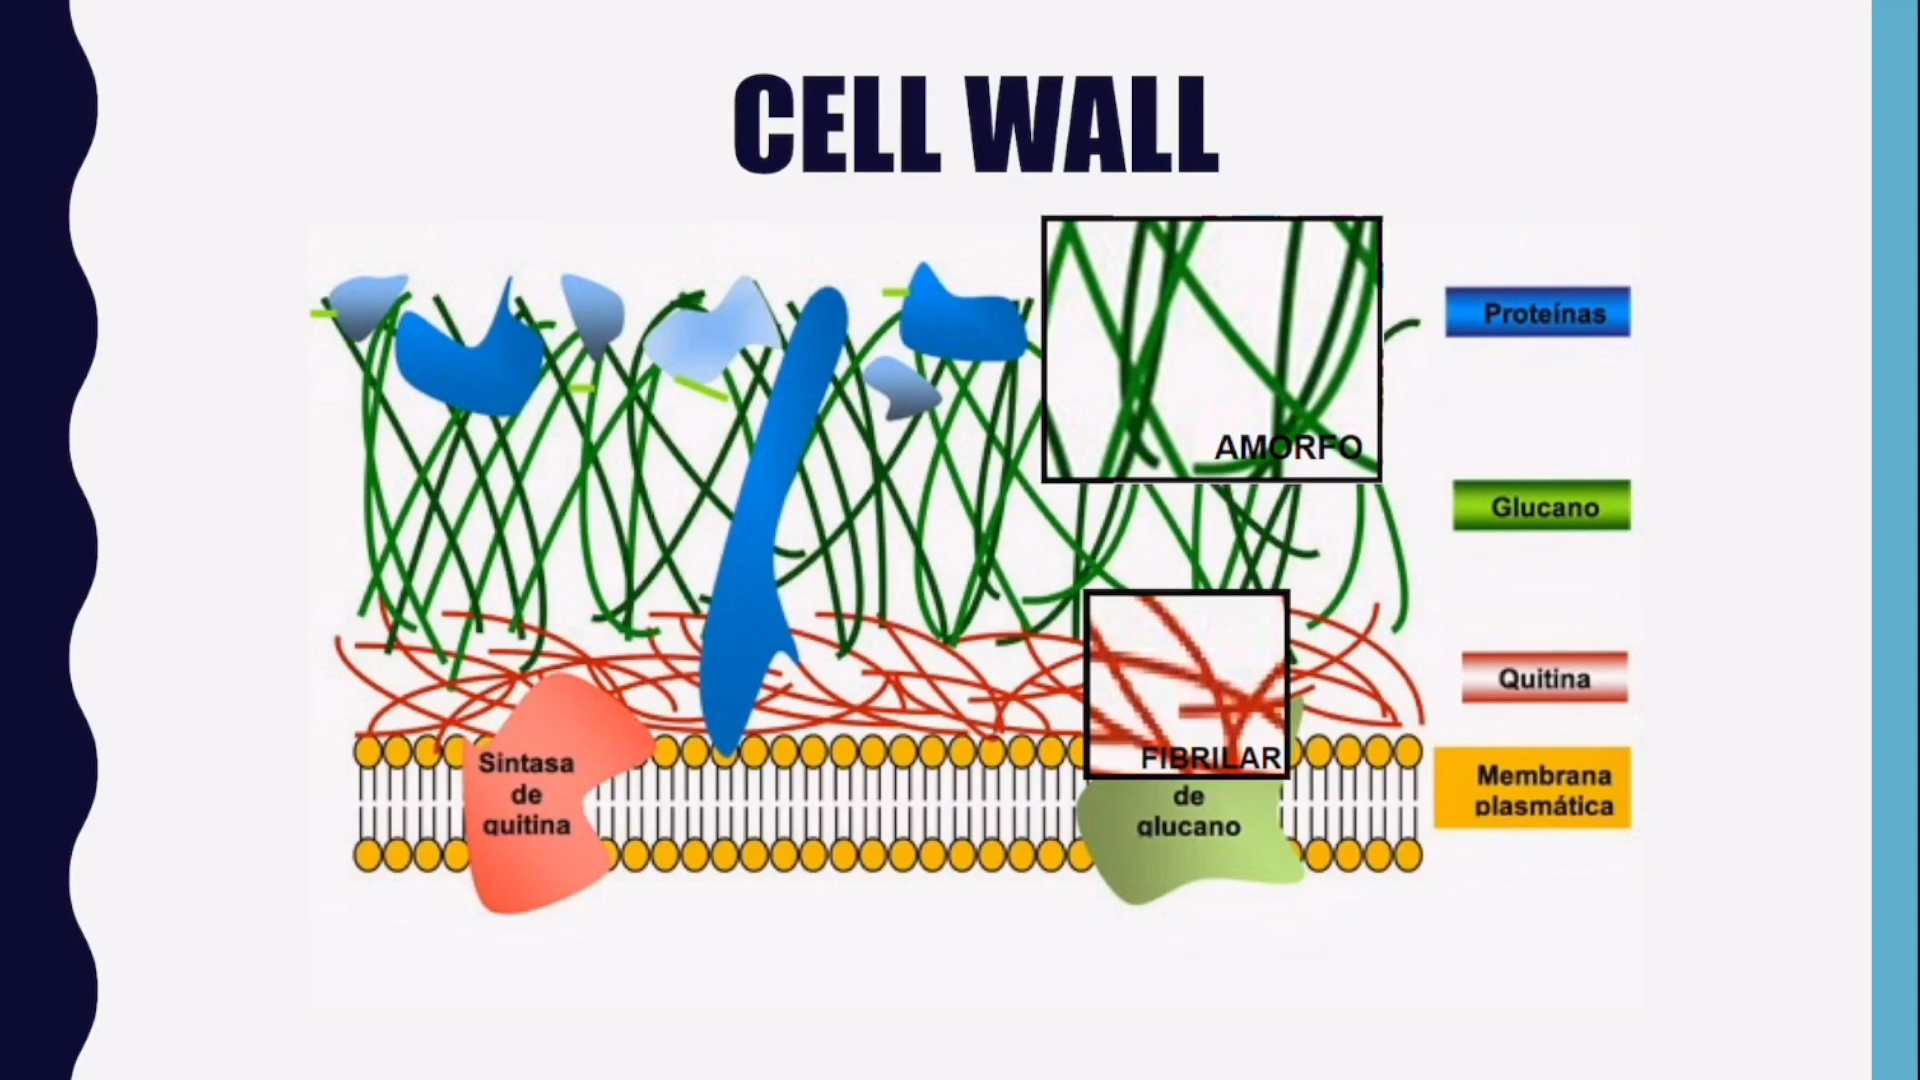 CELL WALL
Proteínas
AMORFO
Glucano
Quitina
FIBRILAR
Sintasa
de
quitina
de
glucano
Membrana
plasmática